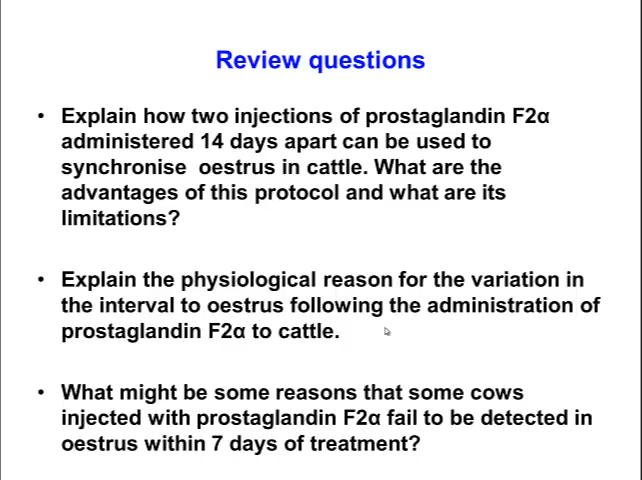 Review questions
• Explain how two injections of prostaglandin F2α
administered 14 days apart can be used to
synchronise  oestrus in cattle. What are the
advantages of this protocol and what are its
limitations?
• Explain the physiological reason for the variation in
the interval to oestrus following the administration of
prostaglandin F2α to cattle.
• What might be some reasons that some cows
injected with prostaglandin F2α fail to be detected in
oestrus within 7 days of treatment?